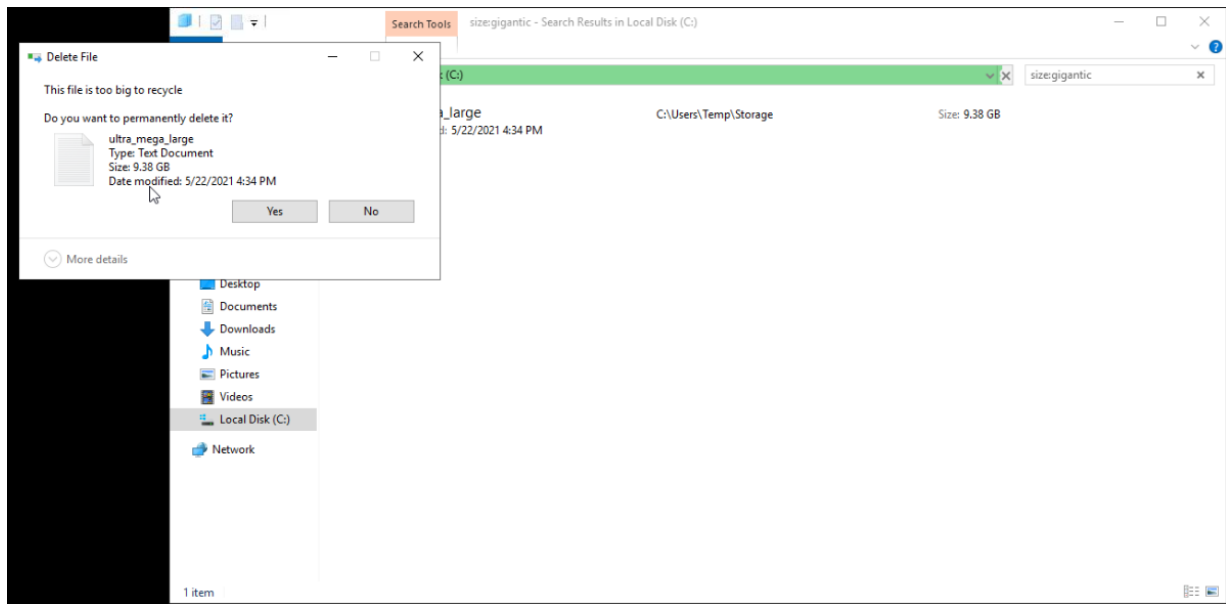 Search Tools
size:gigantic - Search Results in Local Disk (C:)
Delete File
This file is too big to recycle
Do you want to permanently delete it?
ultra_mega_large
Type: Text Document
Size: 9.38 GB
Date modified: 5/22/2021 4:34 PM
Yes No
More details
(C:)
size:gigantic
_large
5/22/2021 4:34 PM
C:\Users\Temp\Storage
Size: 9.38 GB
Desktop
Documents
Downloads
Music
Pictures
Videos
Local Disk (C:)
Network
1 item